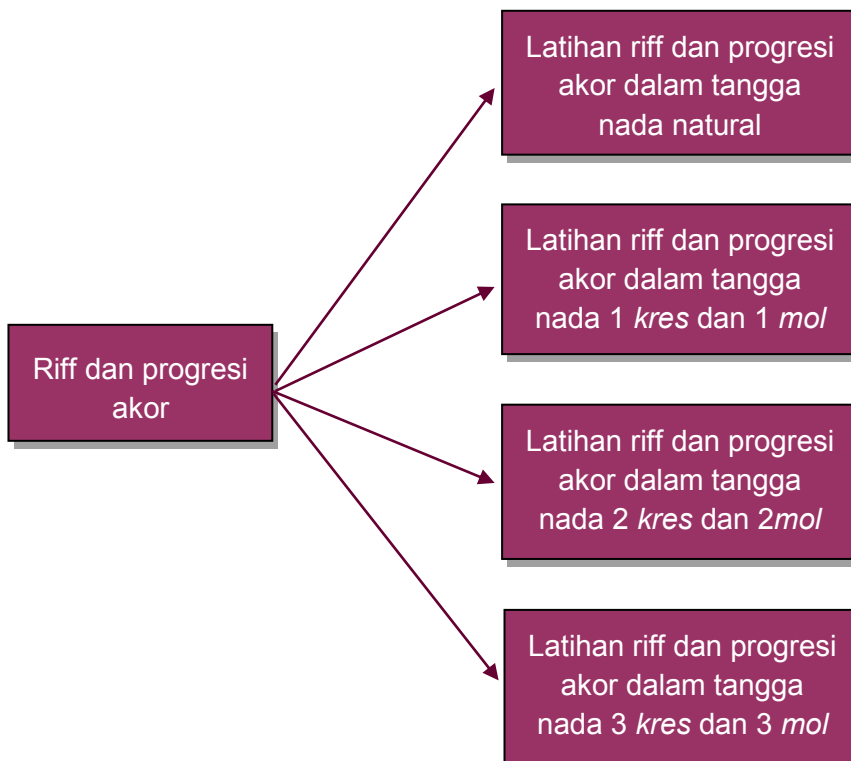 Latihan riff dan progresi
akor dalam tangga
nada natural
Latihan riff dan progresi
akor dalam tangga
nada 1 kres dan 1 mol
Riff dan progresi
akor
Latihan riff dan progresi
akor dalam tangga
nada 2 kres dan 2mol
Latihan riff dan progresi
akor dalam tangga
nada 3 kres dan 3 mol